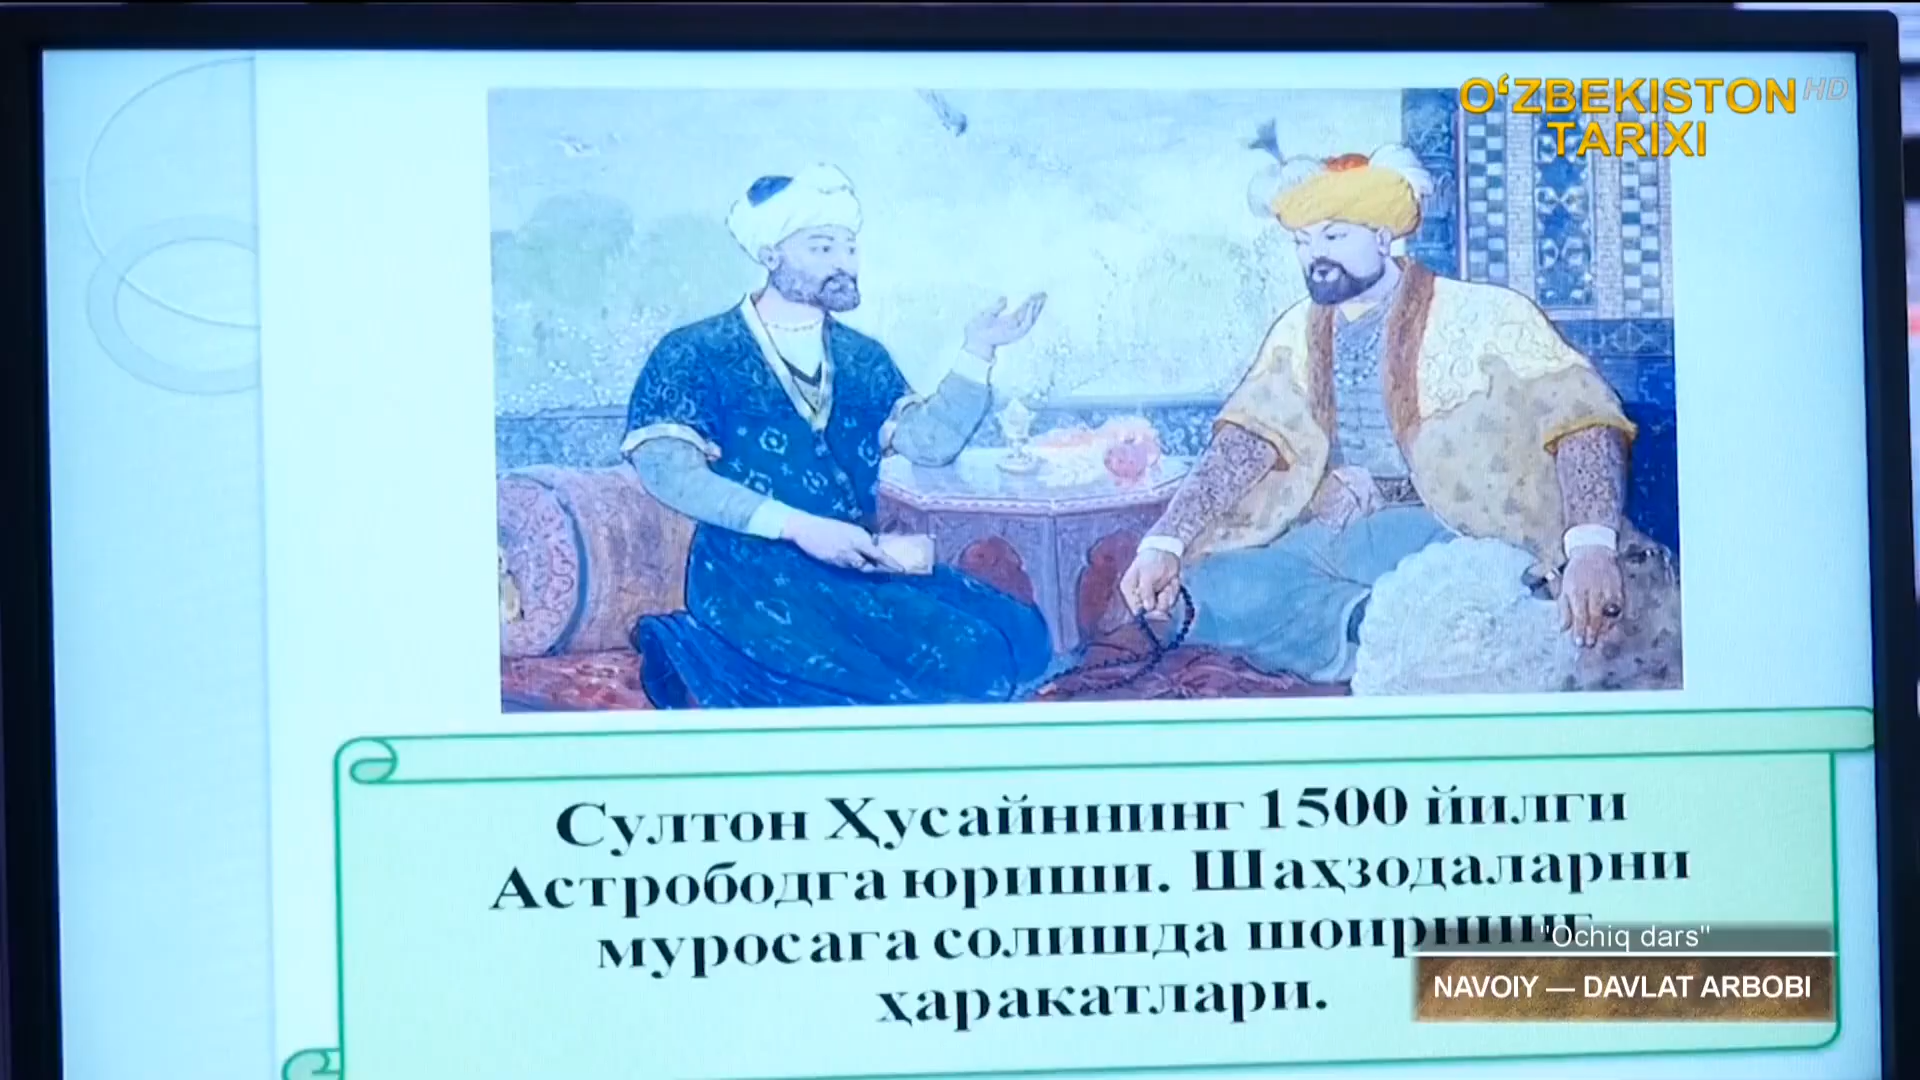 O‘ZBEKISTON HD
TARIXI
Султон Ҳусайннинг 1500 йилги
Астрободга юриши. Шаҳзодаларни
муросага солишда шоирнинг
ҳаракатлари.
"Ochiq dars"
NAVOIY — DAVLAT ARBOBI